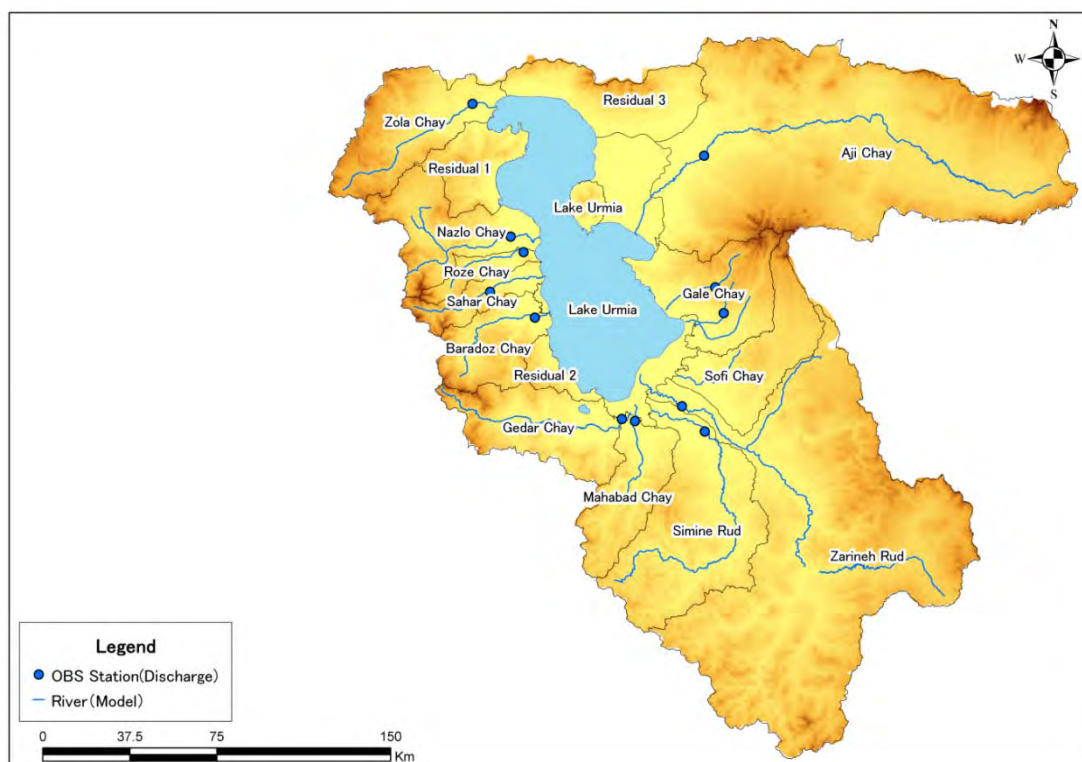 N
W
S
Residual 3
Zola Chay
Aji Chay
Residual 1
Lake Urmia
Nazlo Chay
Roze Chay
Gale Chay
Sahar Chay
Lake Urmia
Baradoz Chay
Residual 2
Sofi Chay
Gedar Chay
Mahabad Chay
Simine Rud
Zarineh Rud
Legend
OBS Station(Discharge)
River(Model)
0 37.5 75 150
Km